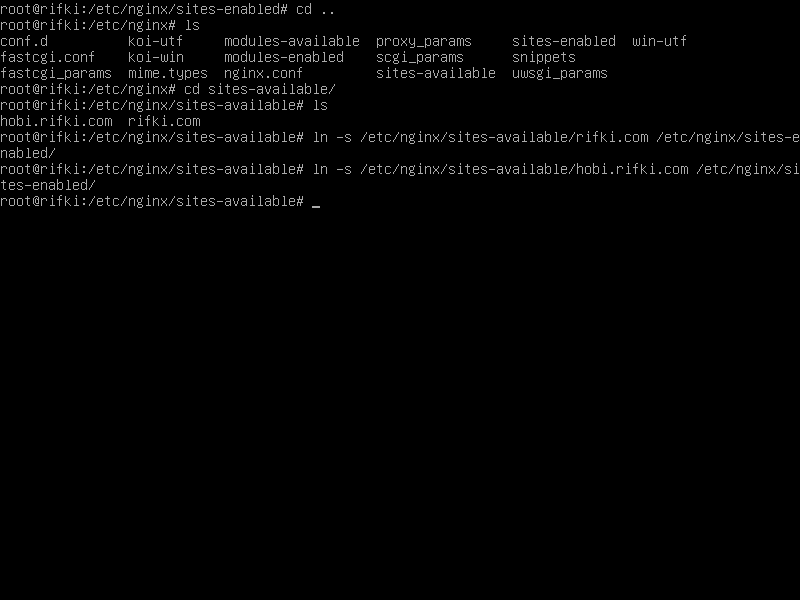 root@rifki:/etc/nginx/sites-enabled# cd ..
root@rifki:/etc/nginx# ls
conf.d          koi-utf     modules-available  proxy_params     sites-enabled  win-utf
fastcgi.conf    koi-win     modules-enabled    scgi_params      snippets
fastcgi_params  mime.types  nginx.conf         sites-available  uwsgi_params
root@rifki:/etc/nginx# cd sites-available/
root@rifki:/etc/nginx/sites-available# ls
hobi.rifki.com  rifki.com
root@rifki:/etc/nginx/sites-available# ln -s /etc/nginx/sites-available/rifki.com /etc/nginx/sites-e
nabled/
root@rifki:/etc/nginx/sites-available# ln -s /etc/nginx/sites-available/hobi.rifki.com /etc/nginx/si
tes-enabled/
root@rifki:/etc/nginx/sites-available# _